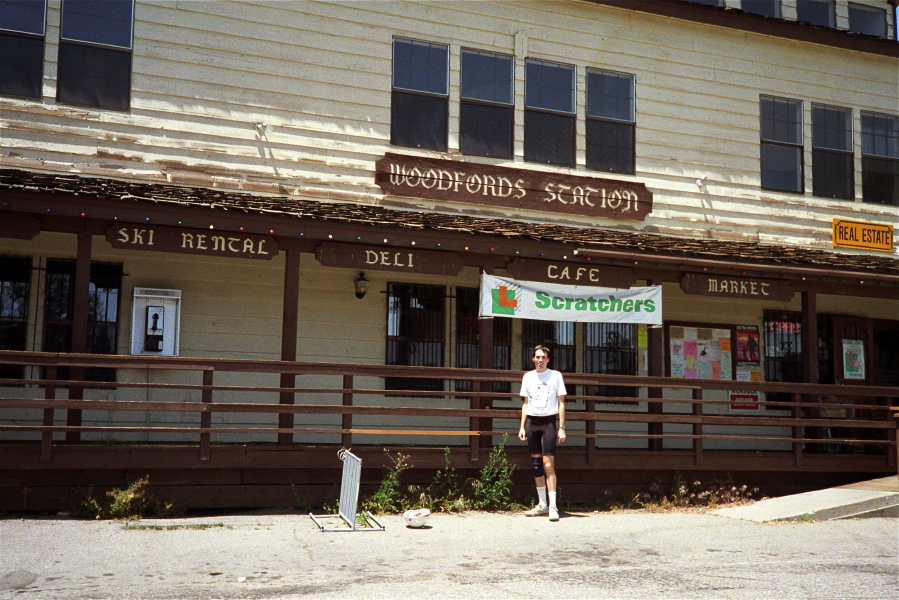 WOODFORDS STATION
REAL ESTATE
SKI RENTAL
DELI
CAFE
MARKET
L Scratchers